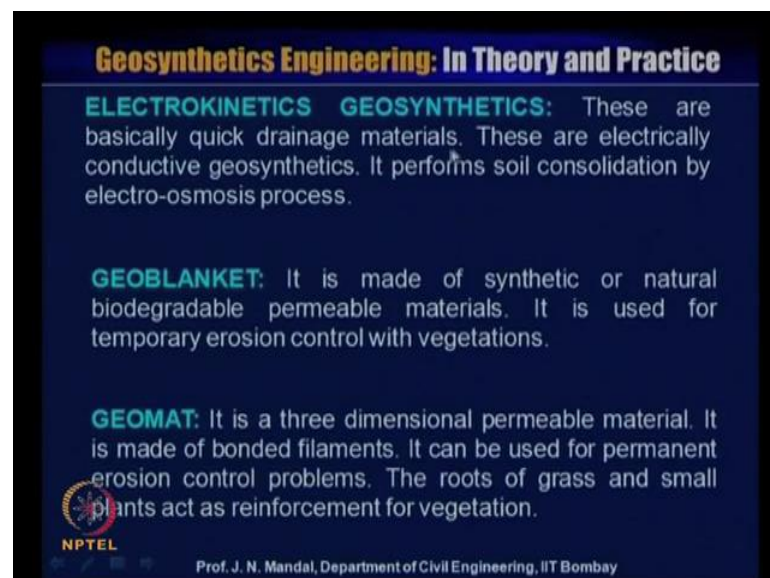 Geosynthetics Engineering: In Theory and Practice
ELECTROKINETICS GEOSYNTHETICS: These are
basically quick drainage materials. These are electrically
conductive geosynthetics. It performs soil consolidation by
electro-osmosis process.
GEOBLANKET: It is made of synthetic or natural
biodegradable permeable materials. It is used for
temporary erosion control with vegetations.
GEOMAT: It is a three dimensional permeable material. It
is made of bonded filaments. It can be used for permanent
erosion control problems. The roots of grass and small
plants act as reinforcement for vegetation.
NPTEL
Prof. J. N. Mandal, Department of Civil Engineering, IIT Bombay